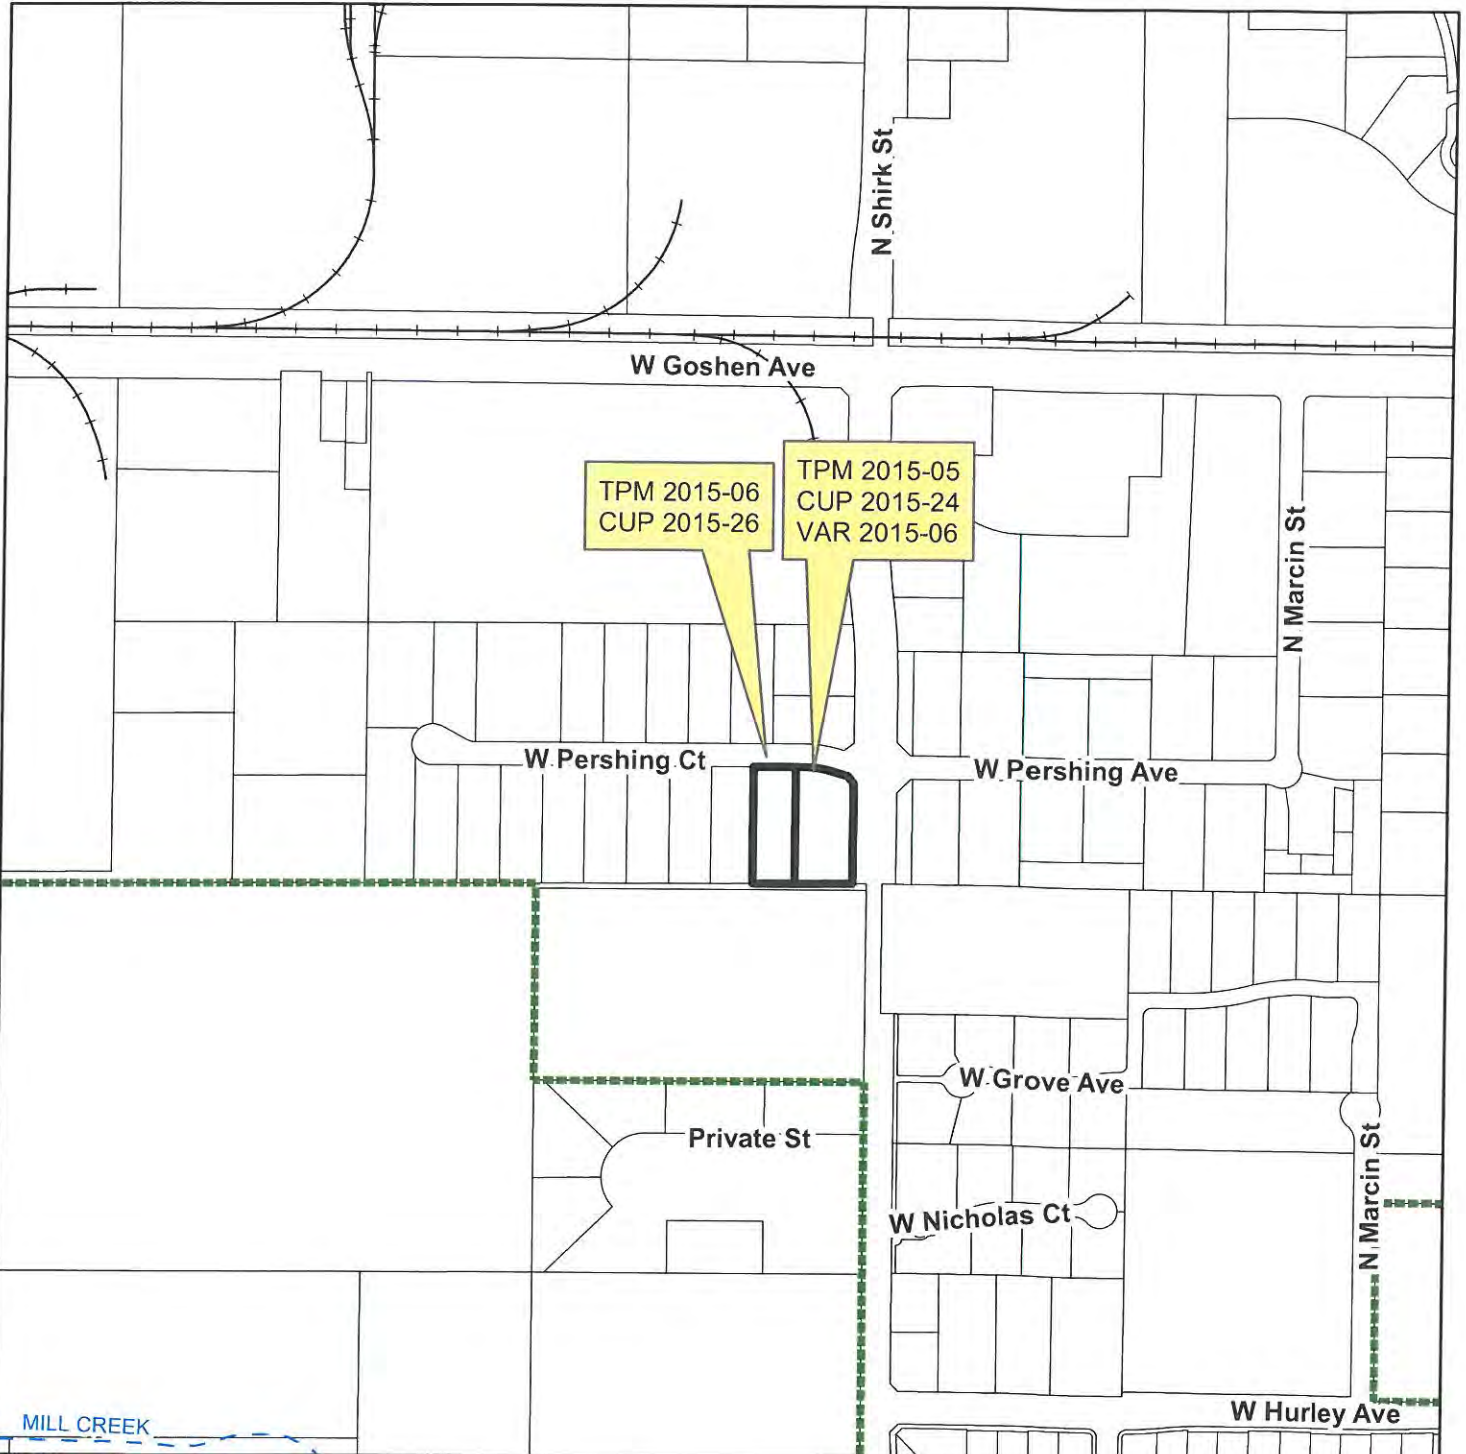 N Shirk St
W Goshen Ave
TPM 2015-06
CUP 2015-26
TPM 2015-05
CUP 2015-24
VAR 2015-06
N Marcin St
W Pershing Ct
W Pershing Ave
W Grove Ave
Private St
N Marcin St
W Nicholas Ct
W Hurley Ave
MILL CREEK